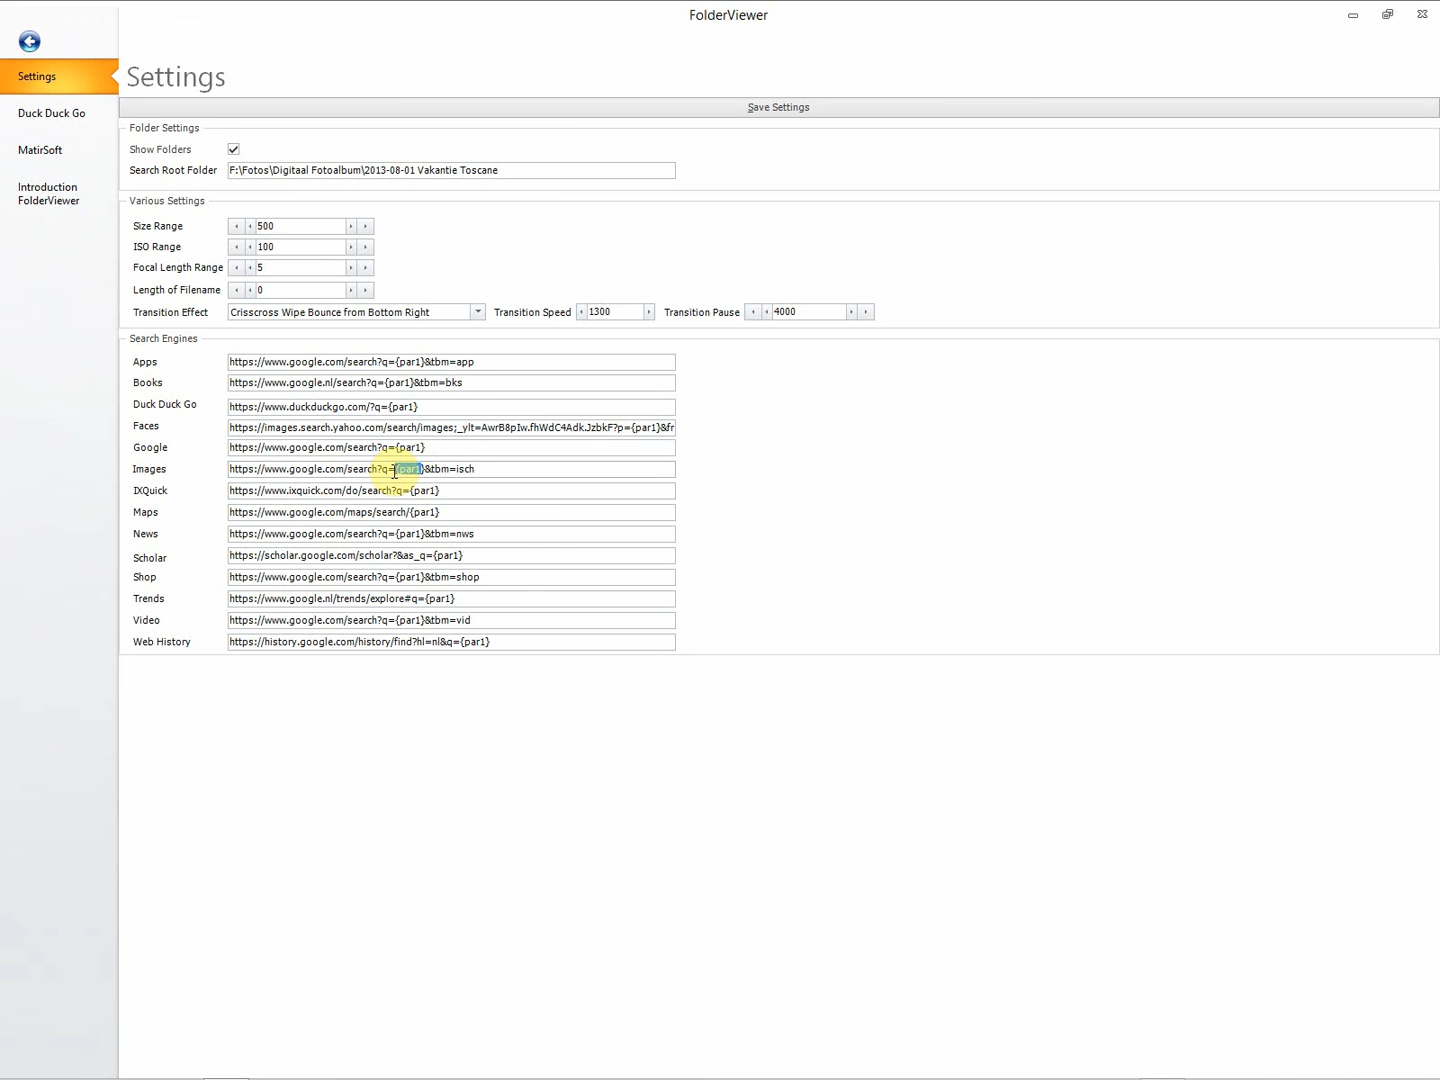 FolderViewer
Settings
Duck Duck Go
MatirSoft
Introduction
FolderViewer
Settings
Save Settings
Folder Settings
Show Folders
Search Root Folder F:\Fotos\Digitaal Fotoalbum\2013-08-01 Vakantie Toscane
Various Settings
Size Range 500
ISO Range 100
Focal Length Range 5
Length of Filename 0
Transition Effect Crisscross Wipe Bounce from Bottom Right Transition Speed 1300 Transition Pause 4000
Search Engines
Apps https://www.google.com/search?q={par1}&tbm=app
Books https://www.google.nl/search?q={par1}&tbm=bks
Duck Duck Go https://www.duckduckgo.com/?q={par1}
Faces https://images.search.yahoo.com/search/images;_ylt=AwrB8pIw.fhWdC4Adk.JzbkF?p={par1}&fr
Google https://www.google.com/search?q={par1}
Images https://www.google.com/search?q={par1}&tbm=isch
IXQuick https://www.ixquick.com/do/search?q={par1}
Maps https://www.google.com/maps/search/{par1}
News https://www.google.com/search?q={par1}&tbm=nws
Scholar https://scholar.google.com/scholar?&as_q={par1}
Shop https://www.google.com/search?q={par1}&tbm=shop
Trends https://www.google.nl/trends/explore#q={par1}
Video https://www.google.com/search?q={par1}&tbm=vid
Web History https://history.google.com/history/find?hl=nl&q={par1}